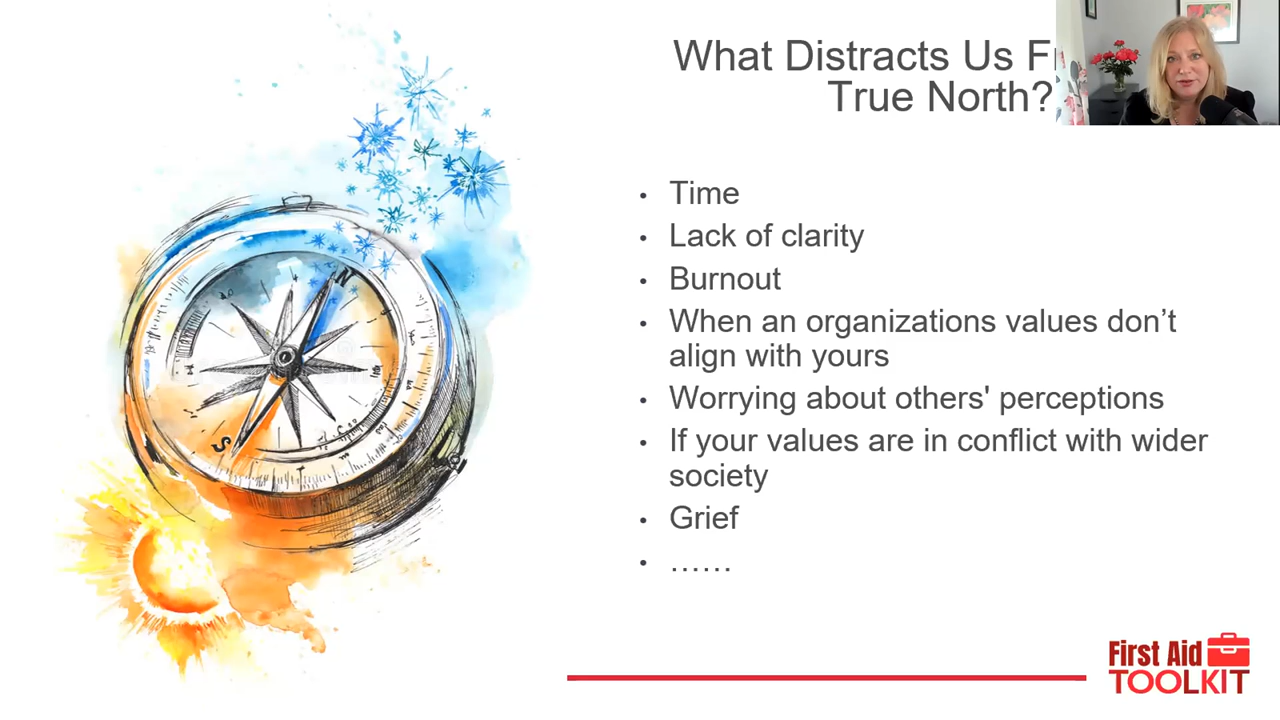 What Distracts Us F
True North?
• Time
• Lack of clarity
• Burnout
• When an organizations values don’t
align with yours
• Worrying about others' perceptions
• If your values are in conflict with wider
society
• Grief
• ……
N
S
First Aid
TOOLKIT